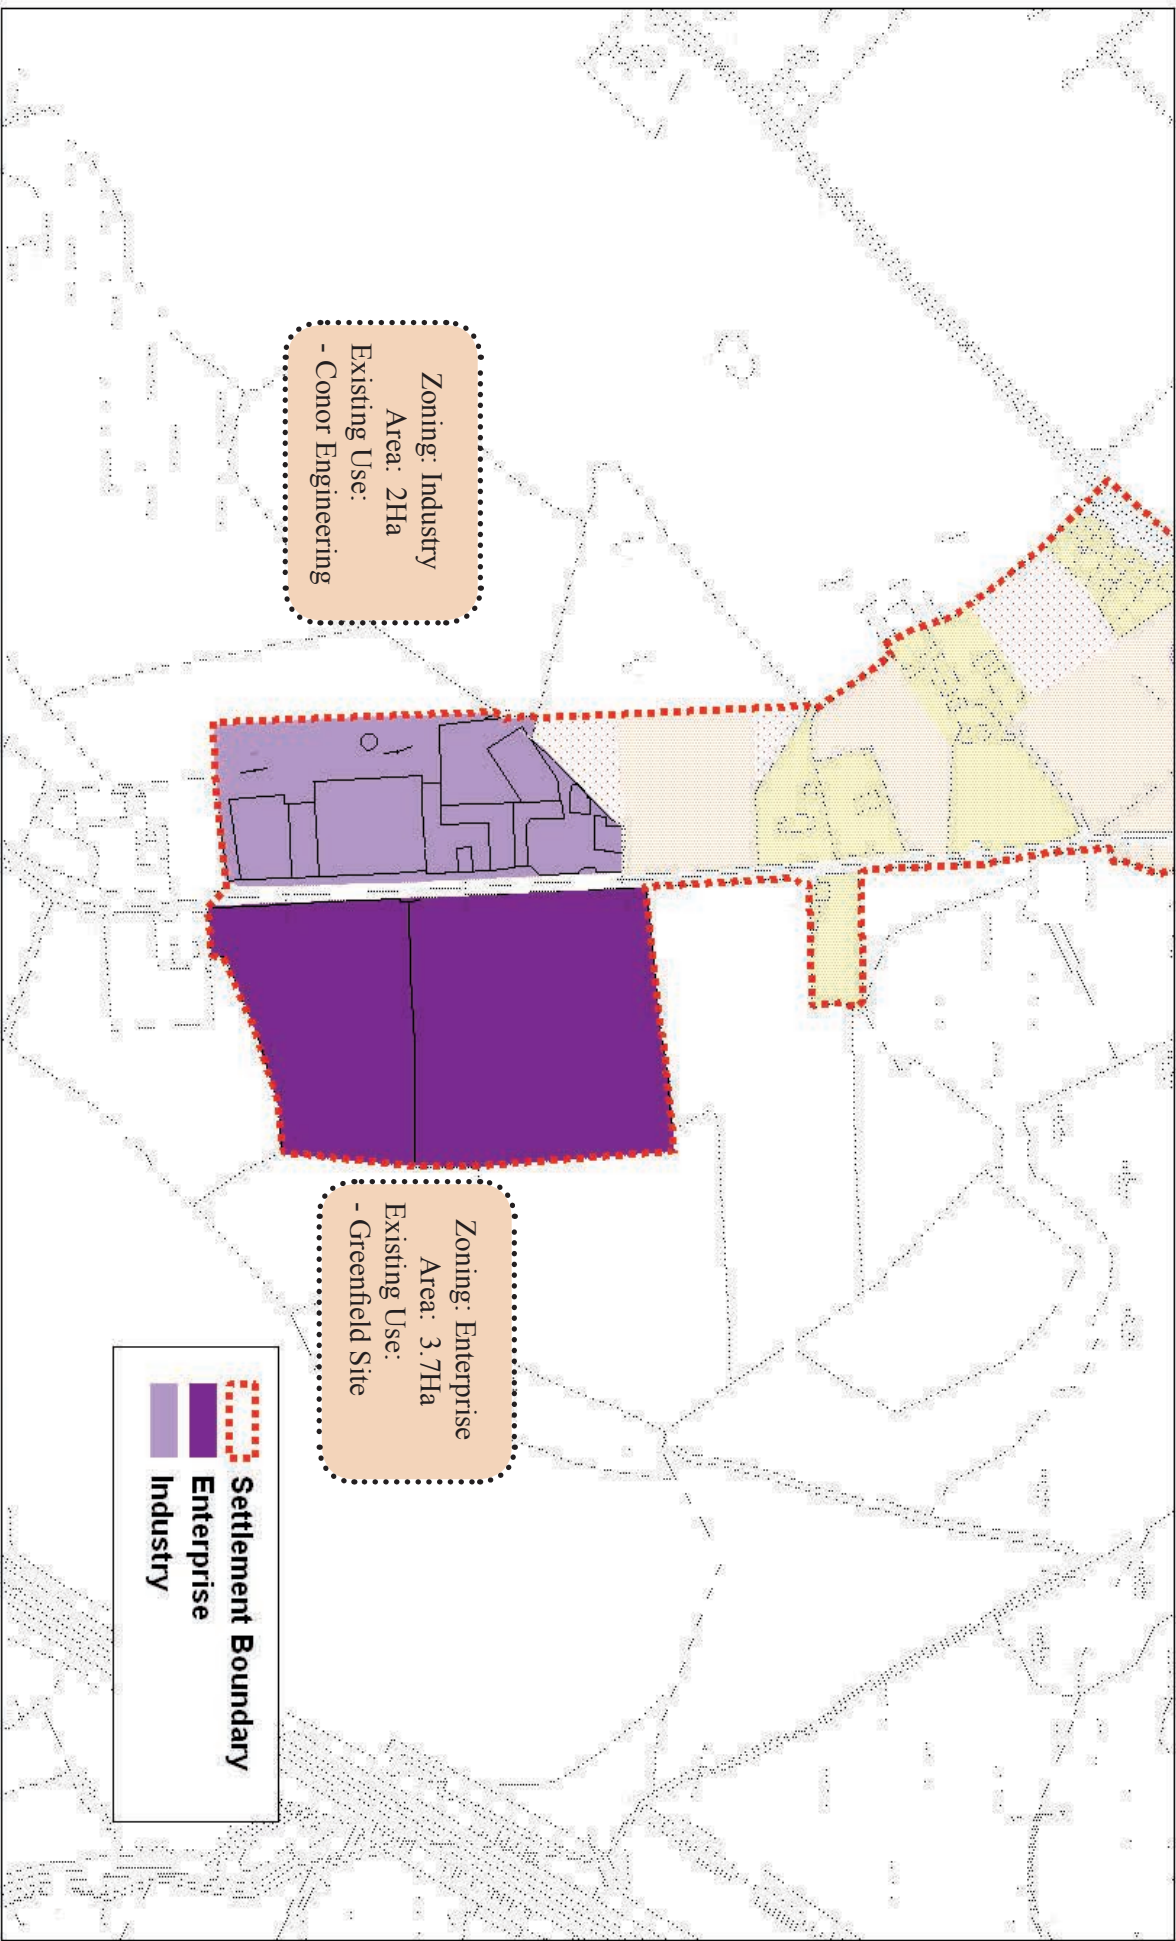 Zoning: Industry
Area: 2Ha
Existing Use:
- Conor Engineering
Zoning: Enterprise
Area: 3.7Ha
Existing Use:
- Greenfield Site
Settlement Boundary
Enterprise
Industry